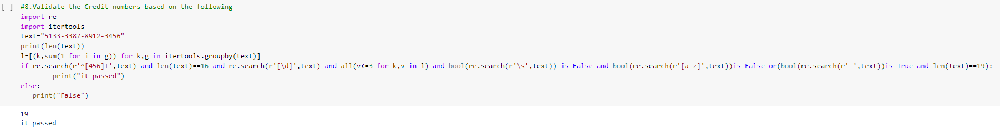 [ ] #8.Validate the Credit numbers based on the following
import re
import itertools
text="5133-3387-8912-3456"
print(len(text))
l=[(k,sum(1 for i in g)) for k,g in itertools.groupby(text)]
if re.search(r'^[456]+',text) and len(text)==16 and re.search(r'[\d]',text) and all(v<=3 for k,v in l) and bool(re.search(r'\s',text)) is False and bool(re.search(r'[a-z]',text))is False or(bool(re.search(r'-',text))is True and len(text)==19):
        print("it passed")
else:
   print("False")
19
it passed